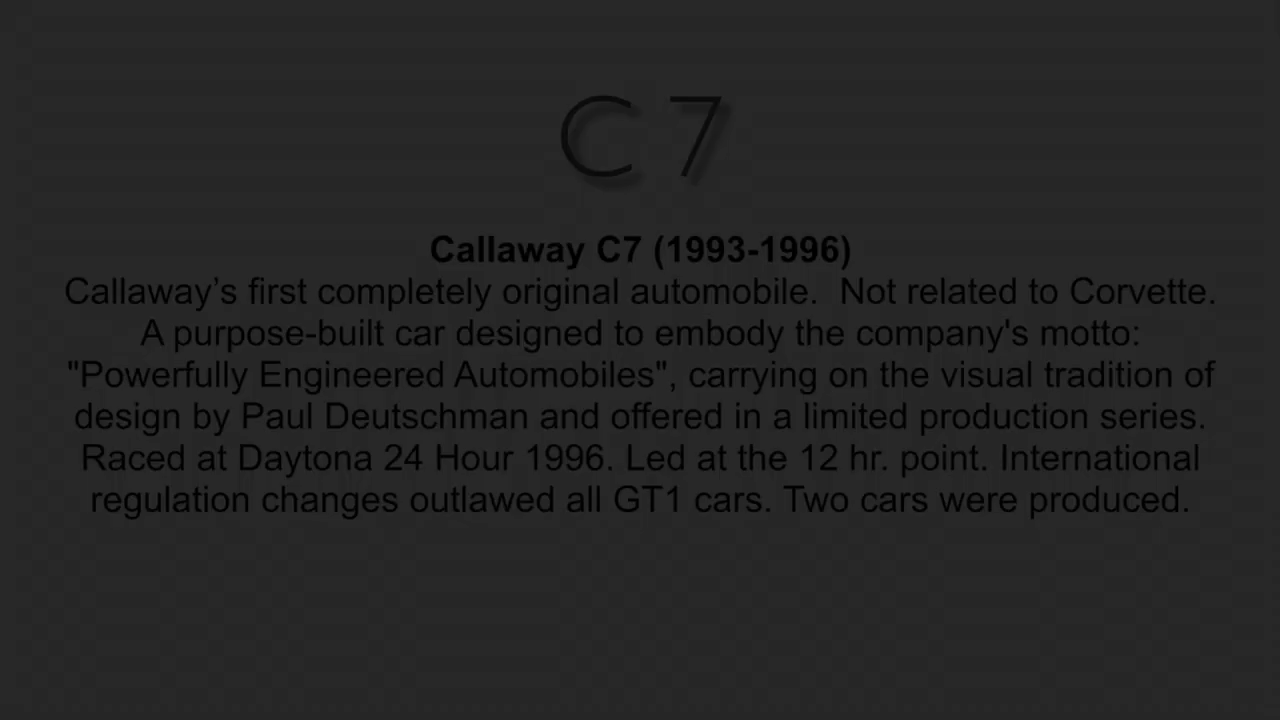 C7
Callaway C7 (1993-1996)
Callaway’s first completely original automobile.  Not related to Corvette.
A purpose-built car designed to embody the company's motto:
"Powerfully Engineered Automobiles", carrying on the visual tradition of
design by Paul Deutschman and offered in a limited production series.
Raced at Daytona 24 Hour 1996. Led at the 12 hr. point. International
regulation changes outlawed all GT1 cars. Two cars were produced.